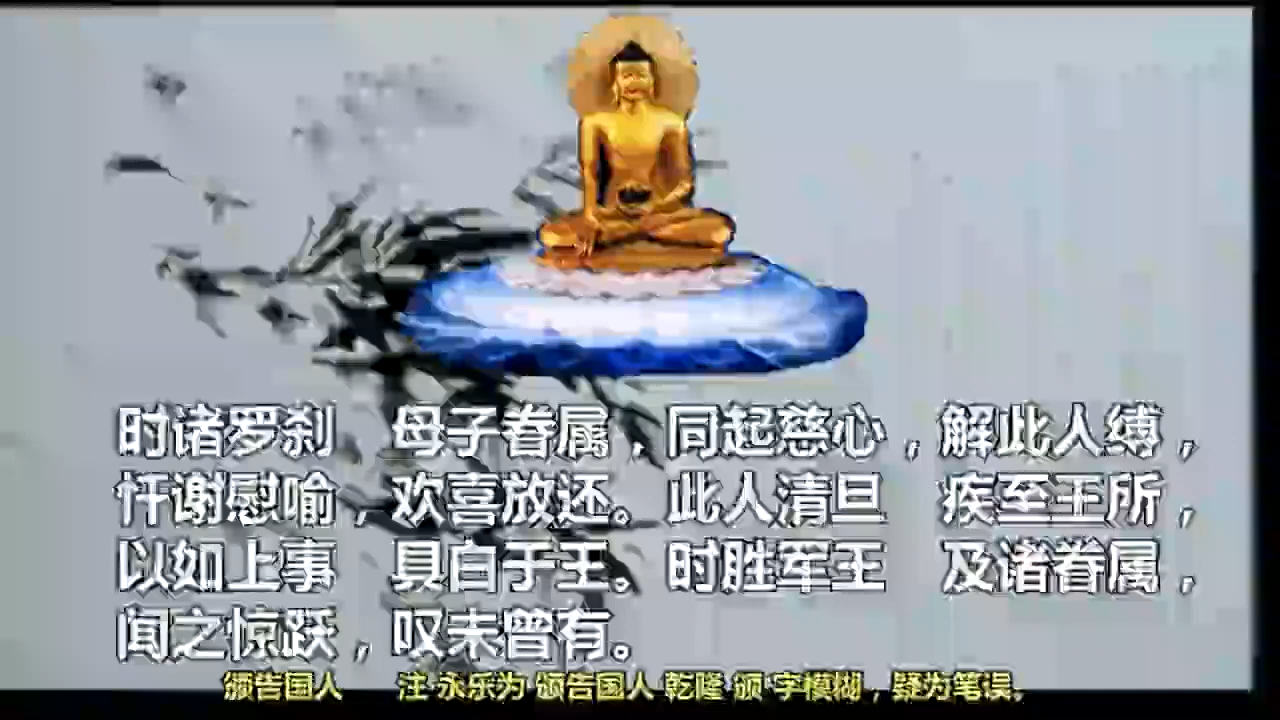 时诸罗刹 母子眷属，同起慈心，解此人缚，
忏谢慰喻，欢喜放还。此人清旦 疾至王所，
以如上事 具白于王。时胜军王 及诸眷属，
闻之惊跃，叹未曾有。
颁告国人 注 永乐为 颁告国人 乾隆 颁 字模糊，疑为笔误。